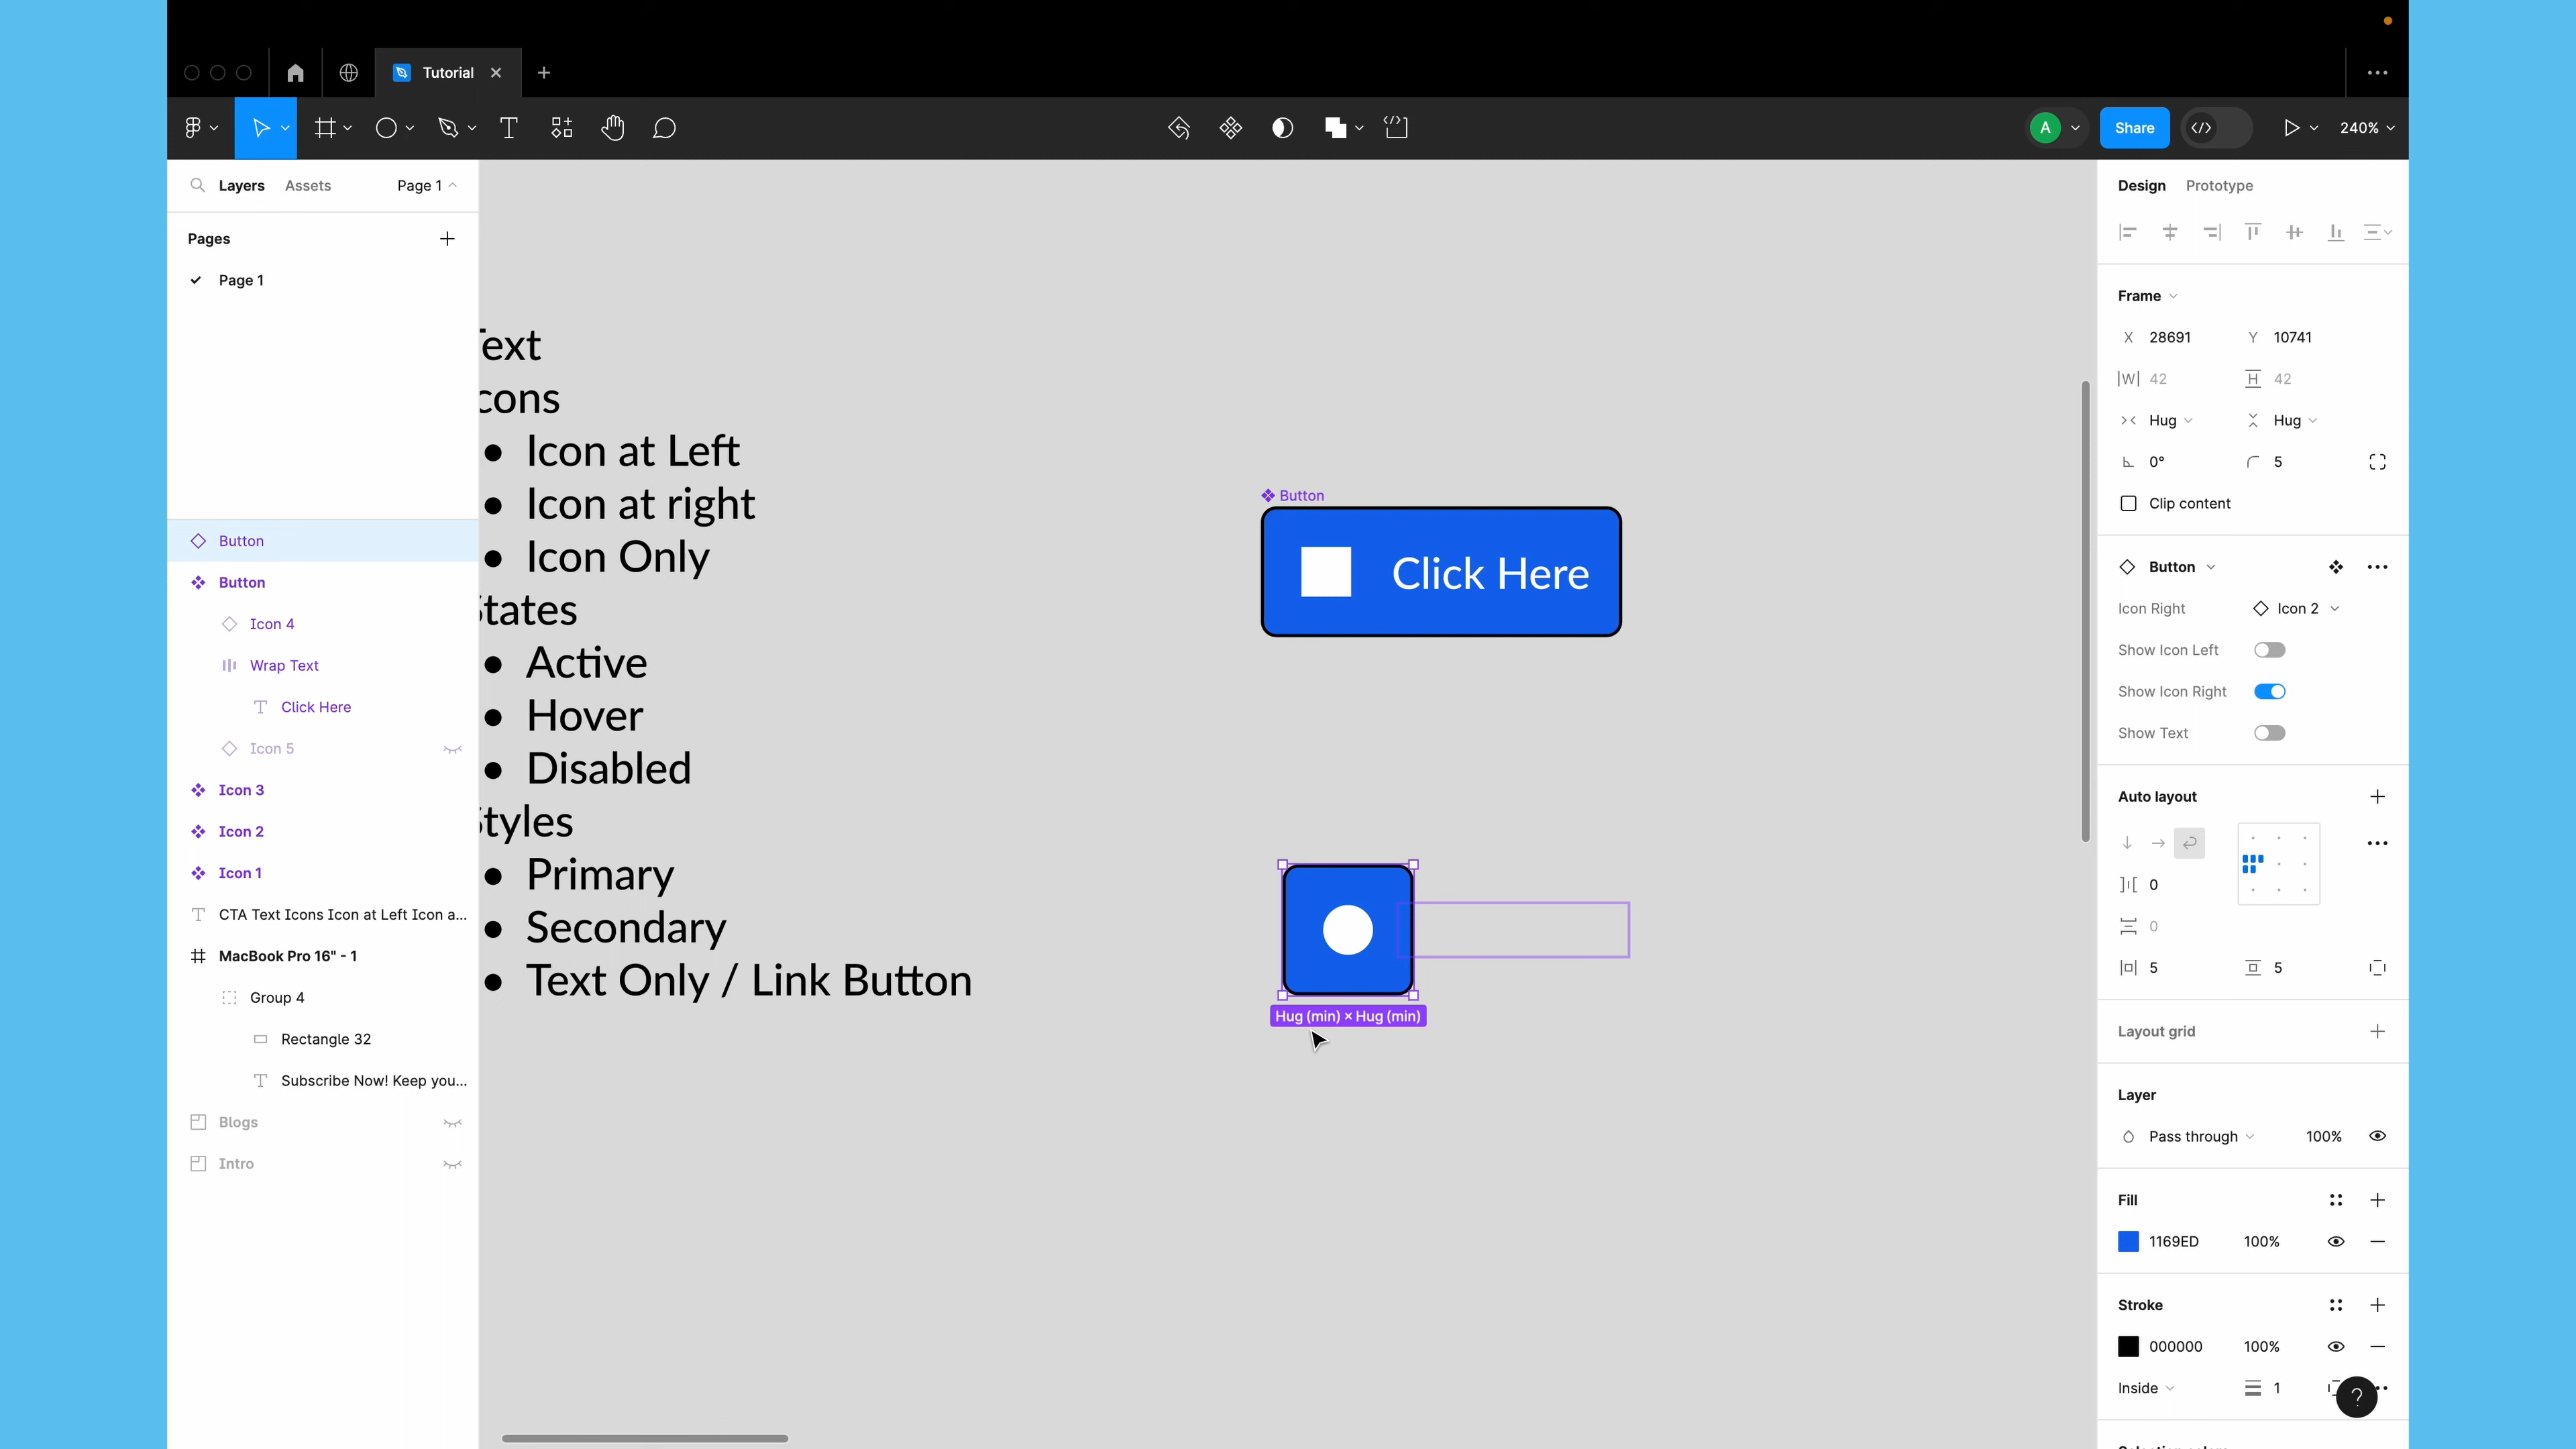 Tutorial
A
Share
240%
Layers Assets Page 1
Pages
Page 1
Button
Button
Icon 4
Wrap Text
Click Here
Icon 5
Icon 3
Icon 2
Icon 1
CTA Text Icons Icon at Left Icon a...
MacBook Pro 16" - 1
Group 4
Rectangle 32
Subscribe Now! Keep you...
Blogs
Intro
Text
cons
• Icon at Left
• Icon at right
• Icon Only
States
• Active
• Hover
• Disabled
Styles
• Primary
• Secondary
• Text Only / Link Button
Button
Click Here
Hug (min) × Hug (min)
Design Prototype
Frame
X 28691 Y 10741
W 42 H 42
Hug Hug
0° 5
Clip content
Button
Icon Right Icon 2
Show Icon Left
Show Icon Right
Show Text
Auto layout
0
0
5 5
Layout grid
Layer
Pass through 100%
Fill
1169ED 100%
Stroke
000000 100%
Inside 1
?